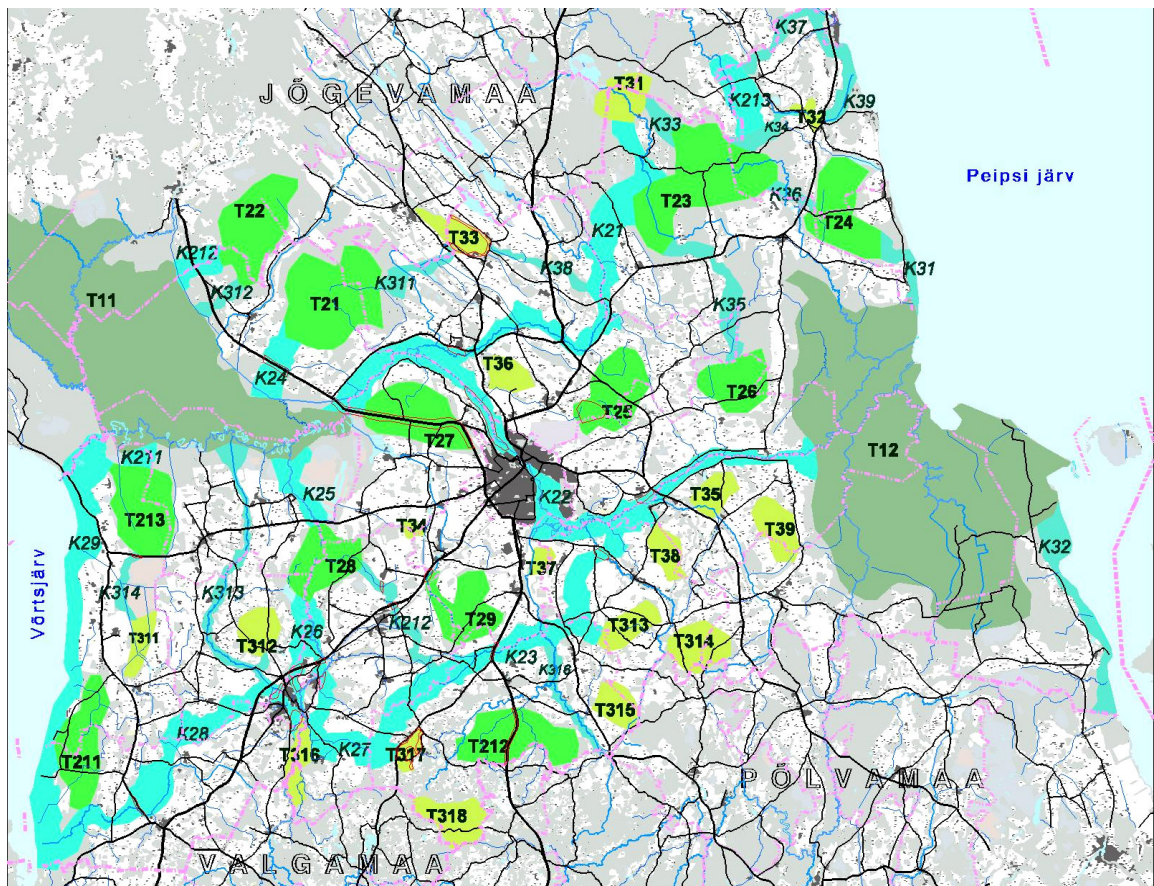 K37
T31
JÕGEVAMAA
K213
K39
K33
K34
T32
Peipsi järv
K36
T23
T22
T24
K21
T33
K212
K38
K311
K31
K312
T11
T21
K35
T36
K24
T26
T25
T27
T12
K211
K25
K22
T35
T213
T39
T34
K29
K32
T38
T37
T28
K313
K314
Võrtsjärv
T29
K212
T311
T313
K26
T312
T314
K23
K318
T315
K28
K27
T316
T317
T212
T211
PÕLVAMAA
T318
VALGAMAA